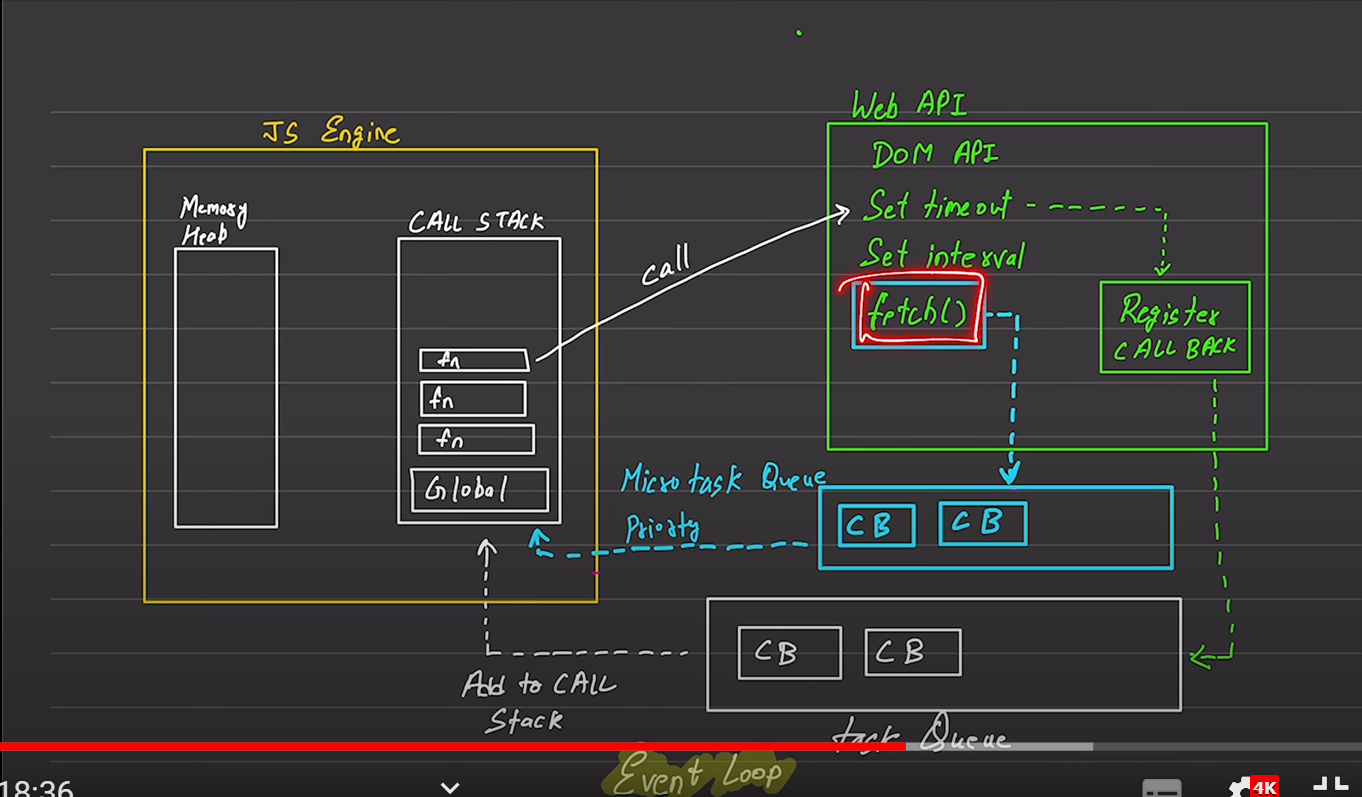 JS Engine
Memory
Heap
CALL STACK
fn
fn
fn
Global
call
Web API
DOM API
Set timeout
Set interval
fetch()
Register
CALL BACK
Micro task Queue
Priority
CB CB
CB CB
Add to CALL
Stack
task Queue
Event Loop
18:36
4K